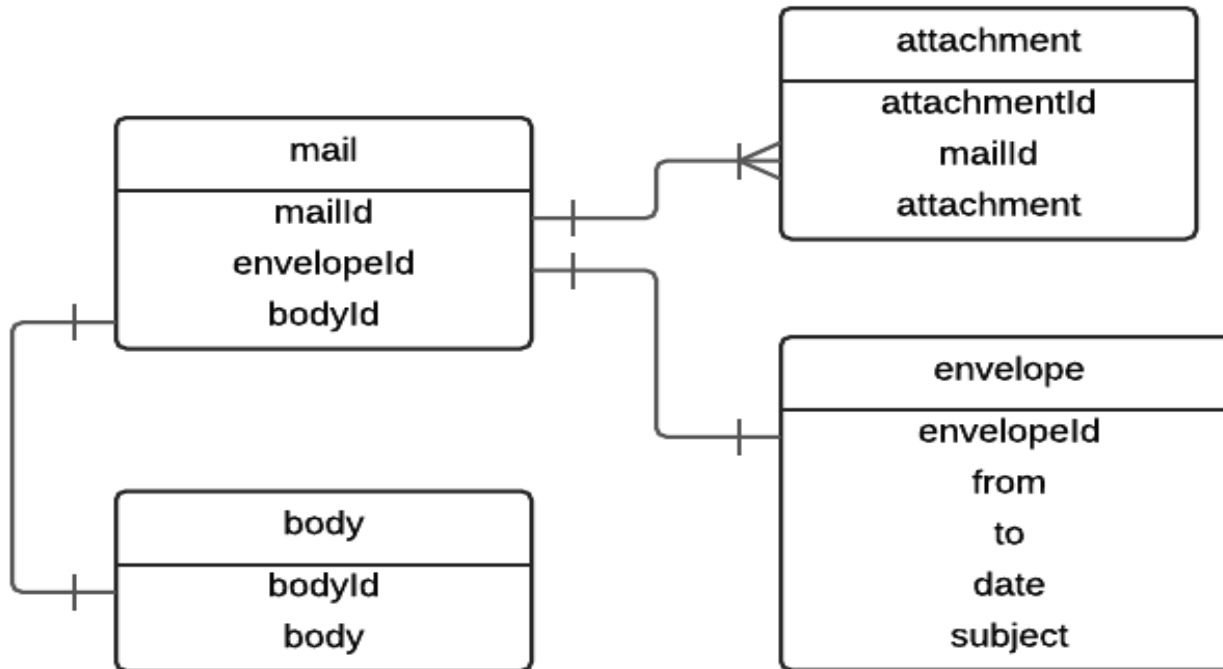 attachment
attachmentId
mailId
attachment
mail
mailId
envelopeId
bodyId
envelope
envelopeId
from
to
date
subject
body
bodyId
body